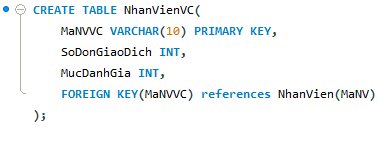 CREATE TABLE NhanVienVC(
MaNVVC VARCHAR(10) PRIMARY KEY,
SoDonGiaoDich INT,
MucDanhGia INT,
FOREIGN KEY(MaNVVC) references NhanVien(MaNV)
);